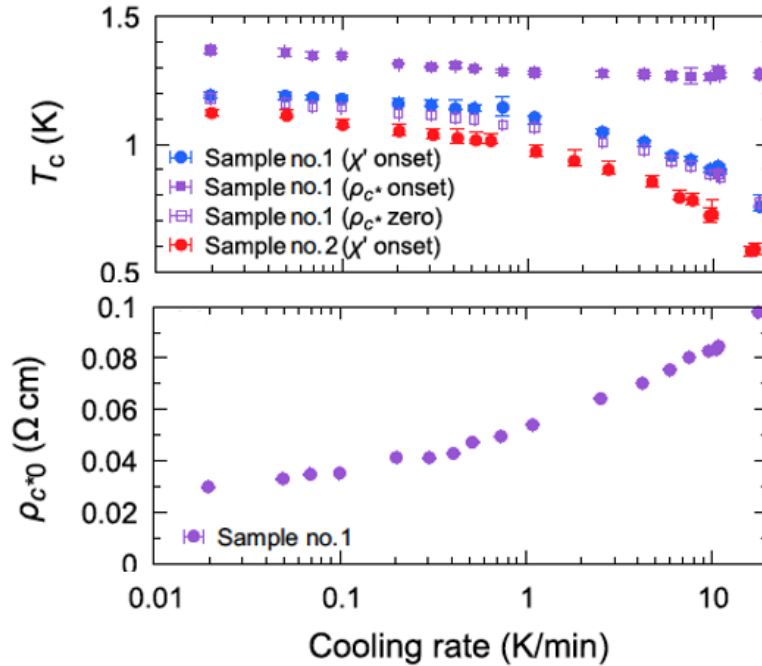 1.5
1
0.5
T_c (K)
Sample no.1 (χ' onset)
Sample no.1 (ρ_c* onset)
Sample no.1 (ρ_c* zero)
Sample no.2 (χ' onset)
0.1
0.08
0.06
0.04
0.02
0
ρ_c*0 (Ω cm)
Sample no.1
0.01 0.1 1 10
Cooling rate (K/min)